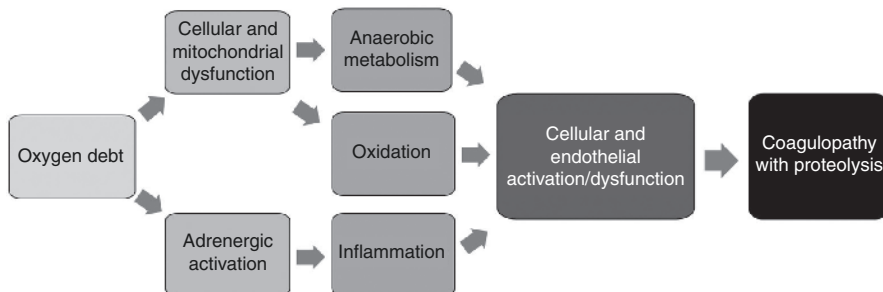 Oxygen debt
Cellular and
mitochondrial
dysfunction
Adrenergic
activation
Anaerobic
metabolism
Oxidation
Inflammation
Cellular and
endothelial
activation/dysfunction
Coagulopathy
with proteolysis